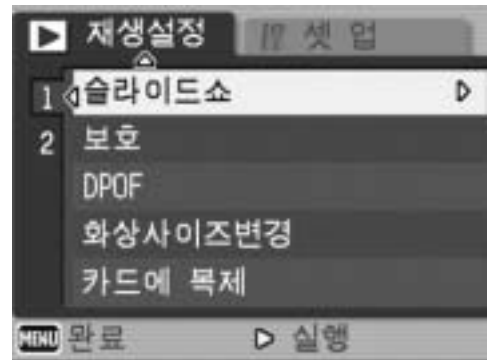 재생설정 셋 업
1 슬라이드쇼
2 보호
DPOF
화상사이즈변경
카드에 복제
MENU 완료 실행